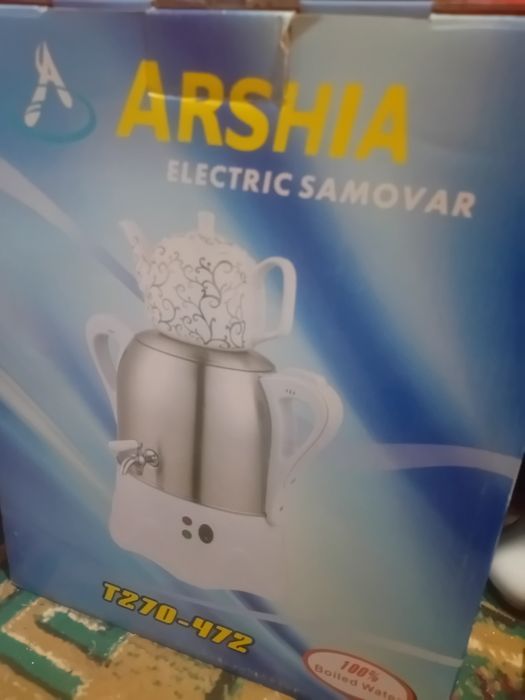 ARSHIA
ELECTRIC SAMOVAR
T270-472
100%
Boiled Water